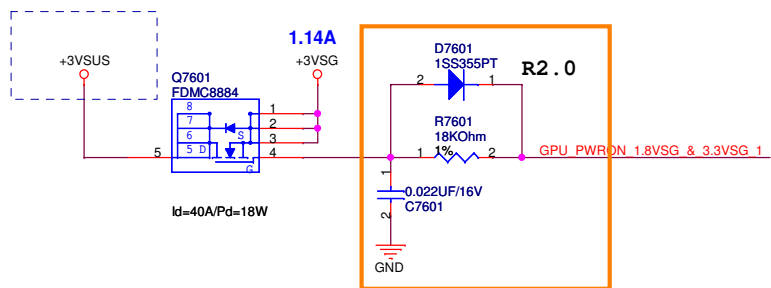 1.14A
+3VSUS
+3VSG
Q7601
FDMC8884
8
7
6
5
D
S
G
1
2
3
4
5
Id=40A/Pd=18W
D7601
1SS355PT
R2.0
2
1
R7601
18KOhm
1%
1
2
GPU_PWRON_1.8VSG_&_3.3VSG_1
1
0.022UF/16V
2
C7601
GND